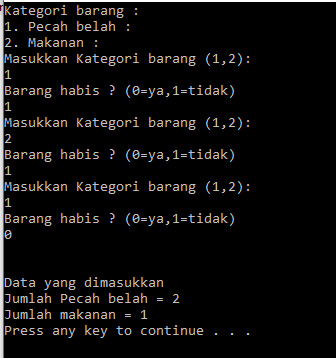 Kategori barang :
1. Pecah belah :
2. Makanan :
Masukkan Kategori barang (1,2):
1
Barang habis ? (0=ya,1=tidak)
1
Masukkan Kategori barang (1,2):
2
Barang habis ? (0=ya,1=tidak)
1
Masukkan Kategori barang (1,2):
1
Barang habis ? (0=ya,1=tidak)
0
Data yang dimasukkan
Jumlah Pecah belah = 2
Jumlah makanan = 1
Press any key to continue . . .